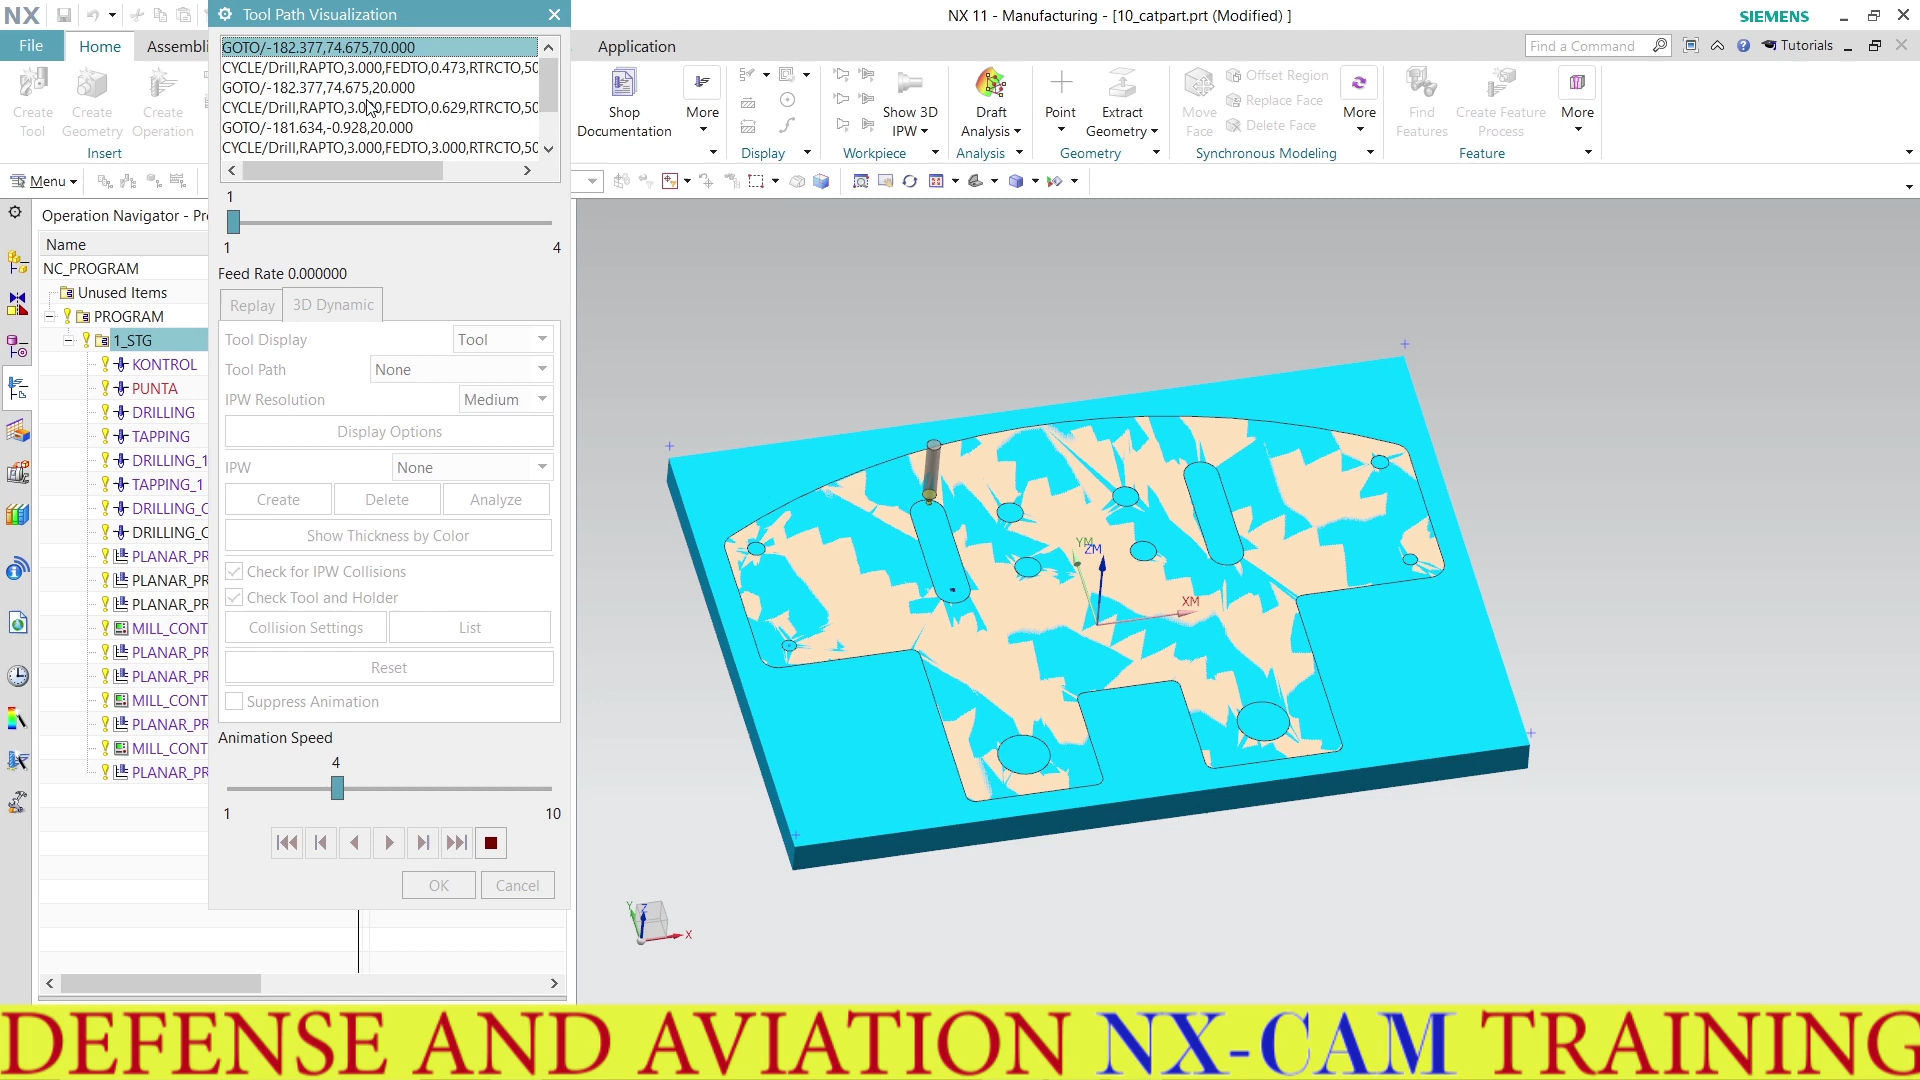 NX
Tool Path Visualization
NX 11 - Manufacturing - [10_catpart.prt (Modified) ]
SIEMENS
File
Home
Assembli
Application
Find a Command
Tutorials
GOTO/-182.377,74.675,70.000
CYCLE/Drill,RAPTO,3.000,FEDTO,0.473,RTRCTO,50
GOTO/-182.377,74.675,20.000
CYCLE/Drill,RAPTO,3.000,FEDTO,0.629,RTRCTO,50
GOTO/-181.634,-0.928,20.000
CYCLE/Drill,RAPTO,3.000,FEDTO,3.000,RTRCTO,50
Create Tool
Create Geometry
Create Operation
Insert
Shop Documentation
More
Display
Show 3D IPW
Workpiece
Draft Analysis
Analysis
Point
Extract Geometry
Geometry
Move Face
Offset Region
Replace Face
Delete Face
More
Synchronous Modeling
Find Features
Create Feature Process
More
Feature
Menu
Operation Navigator - Pr
Name
NC_PROGRAM
Unused Items
PROGRAM
1_STG
KONTROL
PUNTA
DRILLING
TAPPING
DRILLING_1
TAPPING_1
DRILLING_C
DRILLING_C
PLANAR_PR
PLANAR_PR
PLANAR_PR
MILL_CONT
PLANAR_PR
PLANAR_PR
MILL_CONT
PLANAR_PR
MILL_CONT
PLANAR_PR
1
1
4
Feed Rate 0.000000
Replay
3D Dynamic
Tool Display
Tool
Tool Path
None
IPW Resolution
Medium
Display Options
IPW
None
Create
Delete
Analyze
Show Thickness by Color
Check for IPW Collisions
Check Tool and Holder
Collision Settings
List
Reset
Suppress Animation
Animation Speed
4
1
10
OK
Cancel
YM
ZM
XM
Y
Z
X
DEFENSE AND AVIATION NX-CAM TRAINING